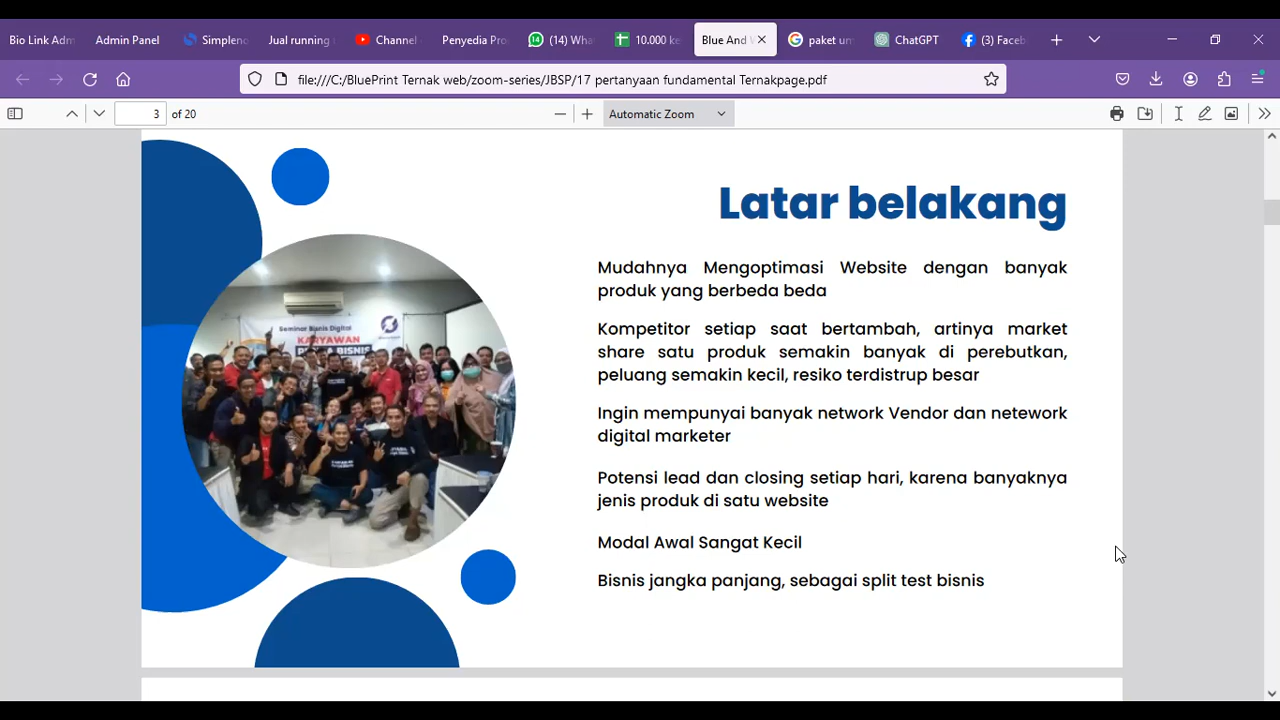 Bio Link Adm
Admin Panel
Simpleno
Jual running
Channel
Penyedia Pro
(14) Wha
10.000 ke
Blue And W
paket um
ChatGPT
(3) Faceb
file:///C:/BluePrint Ternak web/zoom-series/JBSP/17 pertanyaan fundamental Ternakpage.pdf
3 of 20
Automatic Zoom
Latar belakang
Mudahnya Mengoptimasi Website dengan banyak
produk yang berbeda beda
Kompetitor setiap saat bertambah, artinya market
share satu produk semakin banyak di perebutkan,
peluang semakin kecil, resiko terdistrup besar
Ingin mempunyai banyak network Vendor dan netework
digital marketer
Potensi lead dan closing setiap hari, karena banyaknya
jenis produk di satu website
Modal Awal Sangat Kecil
Bisnis jangka panjang, sebagai split test bisnis
Seminar Bisnis Digital
KARYAWAN